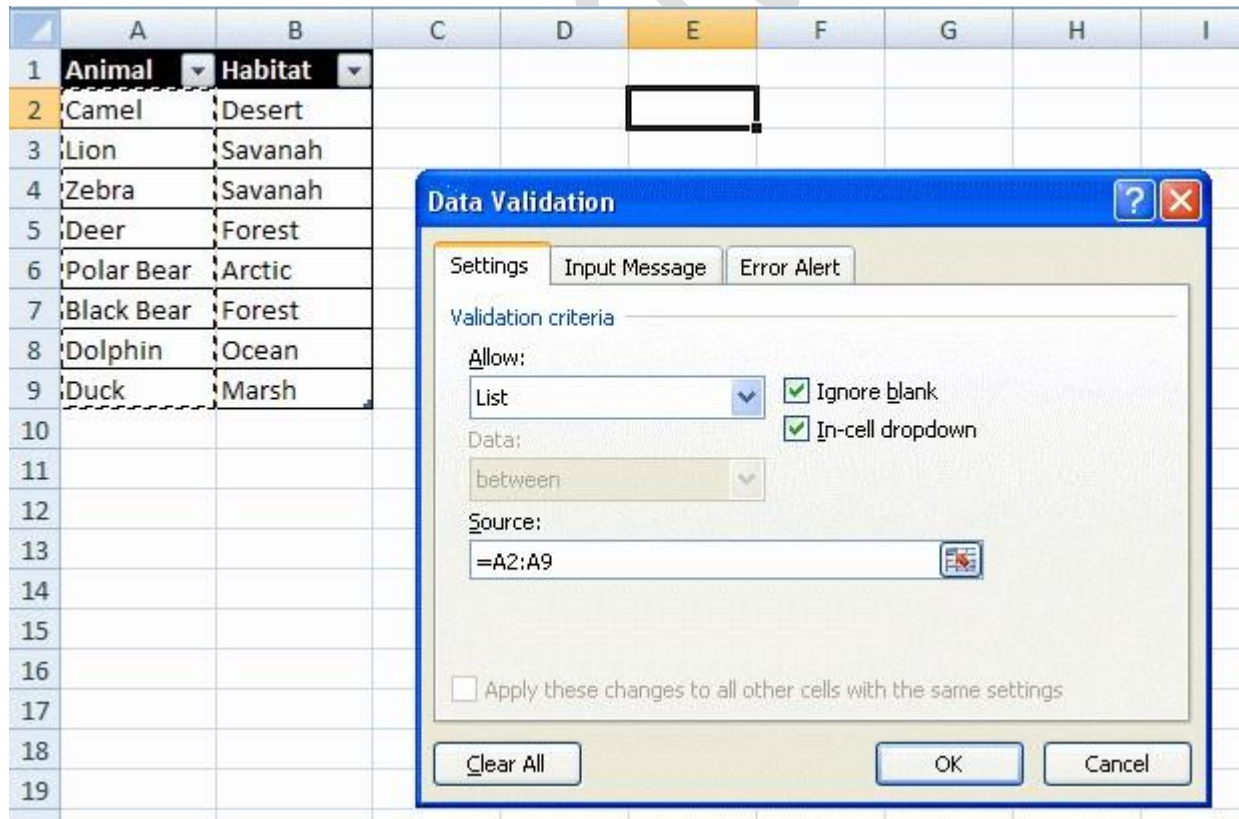 A B C D E F G H I
1 Animal Habitat
2 Camel Desert
3 Lion Savanah
4 Zebra Savanah
5 Deer Forest
6 Polar Bear Arctic
7 Black Bear Forest
8 Dolphin Ocean
9 Duck Marsh
10
11
12
13
14
15
16
17
18
19
Data Validation ?
Settings Input Message Error Alert
Validation criteria
Allow:
List Ignore blank
Data: In-cell dropdown
between
Source:
=A2:A9
Apply these changes to all other cells with the same settings
Clear All OK Cancel